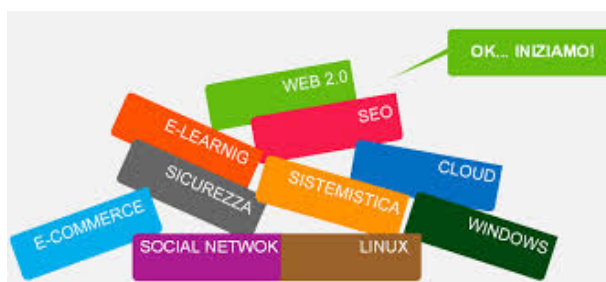 OK... INIZIAMO!
WEB 2.0
SEO
E-LEARNIG
CLOUD
SICUREZZA
SISTEMISTICA
E-COMMERCE
WINDOWS
SOCIAL NETWOK
LINUX